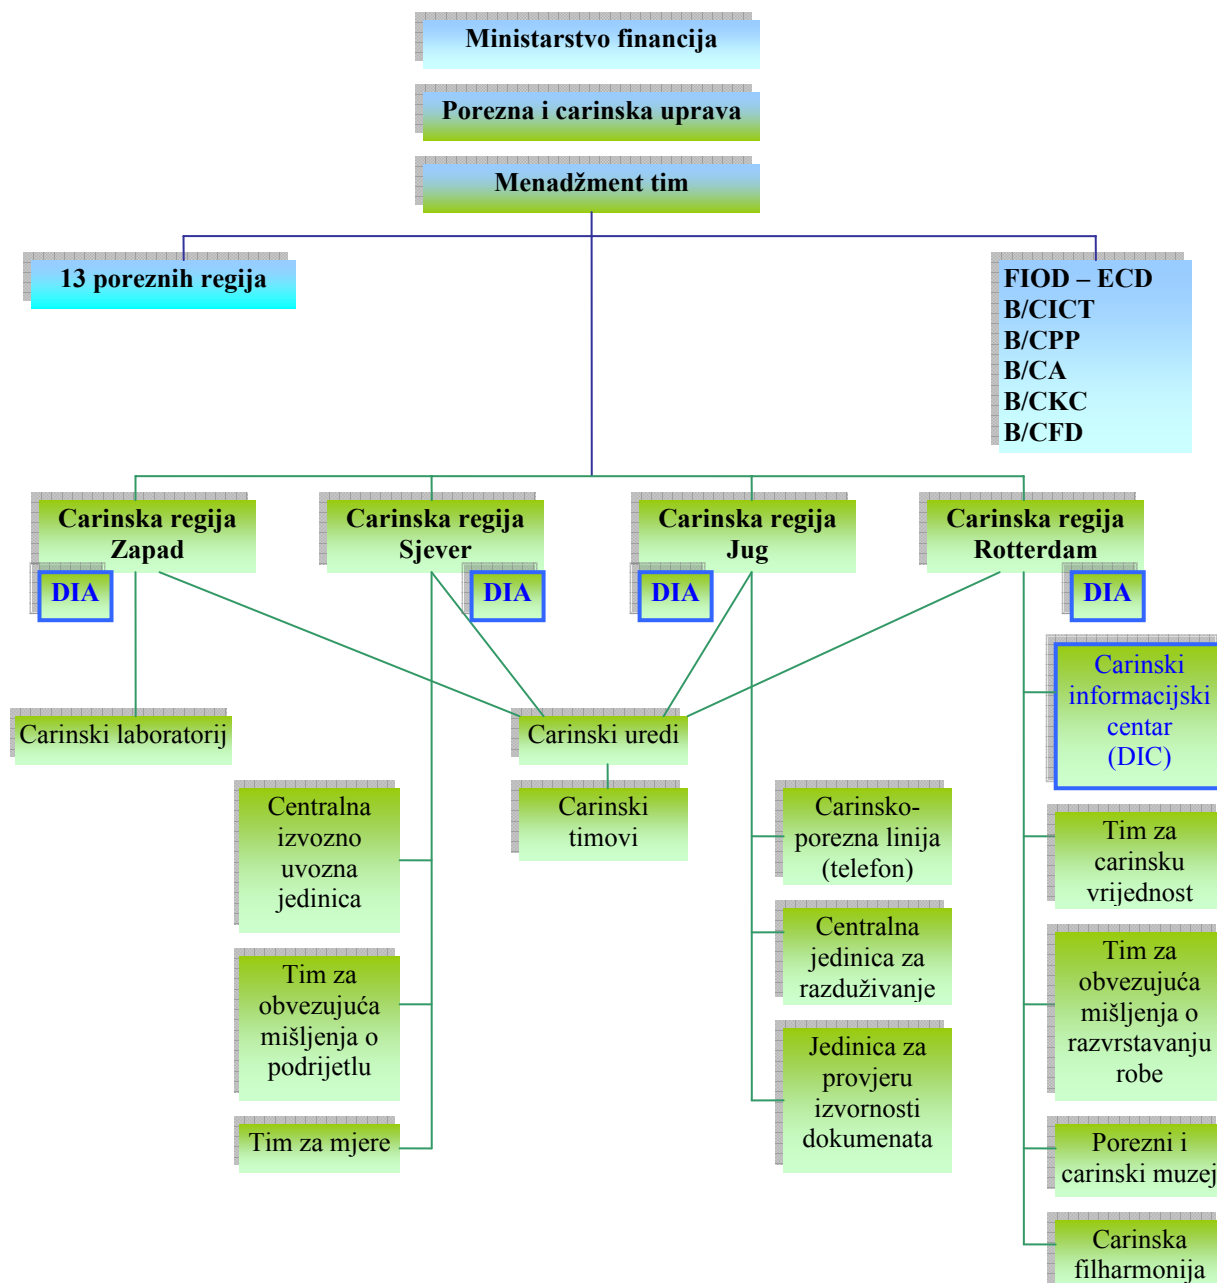 Ministarstvo financija
Porezna i carinska uprava
Menadžment tim
13 poreznih regija
FIOD – ECD
B/CICT
B/CPP
B/CA
B/CKC
B/CFD
Carinska regija
Zapad
DIA
Carinska regija
Sjever
DIA
Carinska regija
Jug
DIA
Carinska regija
Rotterdam
DIA
Carinski laboratorij
Carinski uredi
Carinski
timovi
Centralna
izvozno
uvozna
jedinica
Tim za
obvezujuća
mišljenja o
podrijetlu
Tim za mjere
Carinsko-
porezna linija
(telefon)
Centralna
jedinica za
razduživanje
Jedinica za
provjeru
izvornosti
dokumenata
Carinski
informacijski
centar
(DIC)
Tim za
carinsku
vrijednost
Tim za
obvezujuća
mišljenja o
razvrstavanju
robe
Porezni i
carinski muzej
Carinska
filharmonija